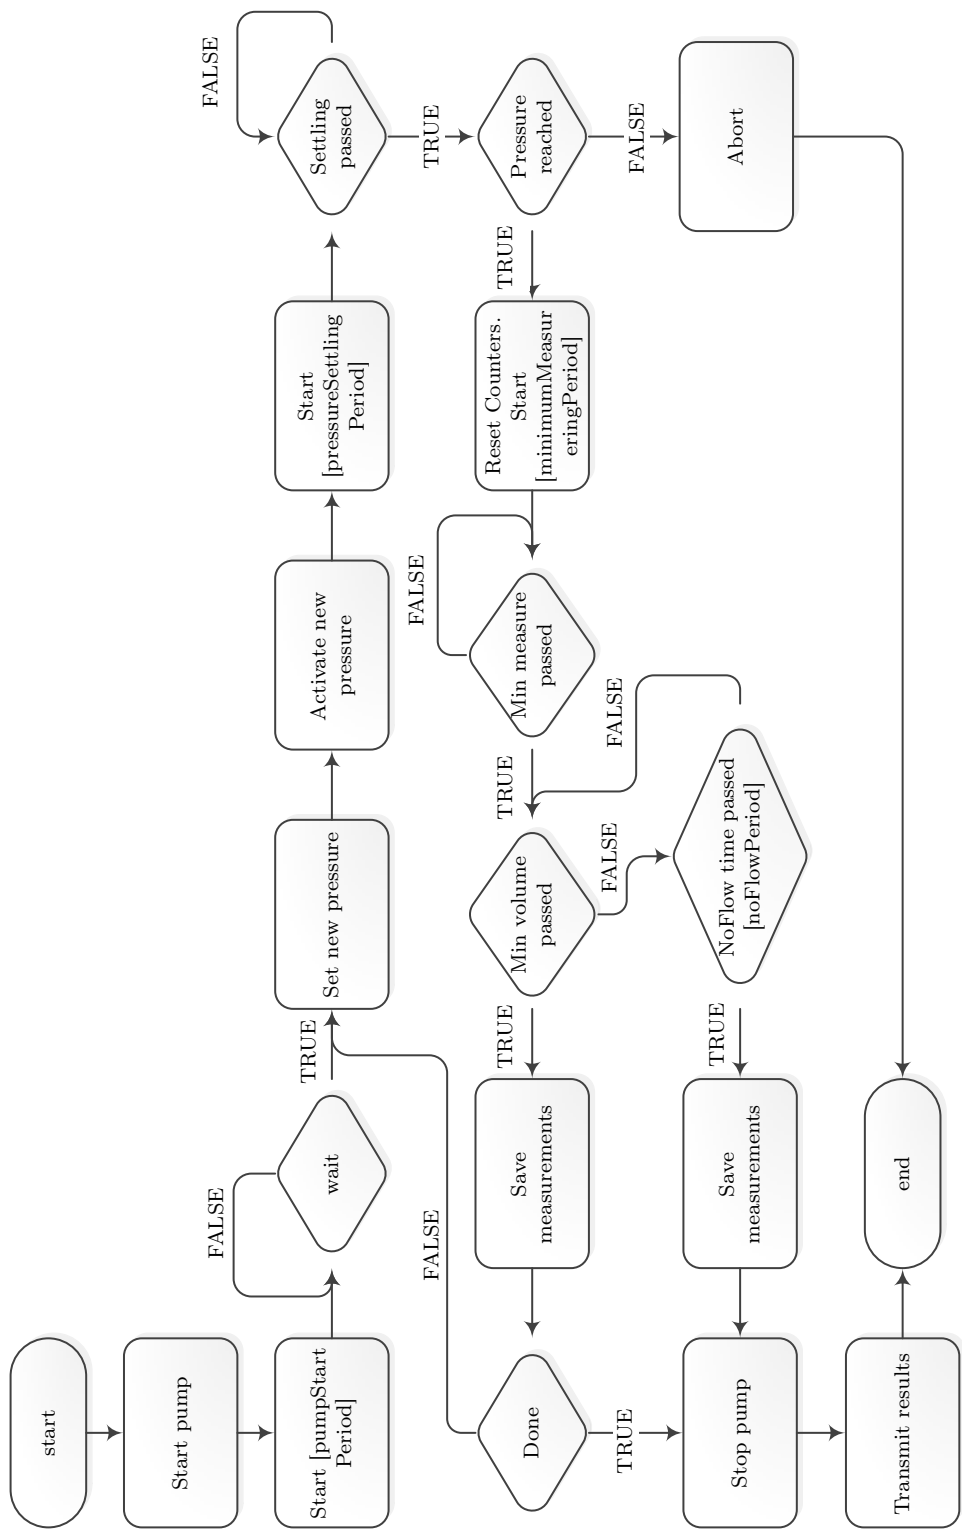 start
Start pump
Start [pumpStart
Period]
FALSE
wait
TRUE
Set new pressure
Activate new
pressure
Start
[pressureSettling
Period]
FALSE
Settling
passed
TRUE
Pressure
reached
FALSE
Abort
TRUE
Reset Counters.
Start
[minimumMeasur
eringPeriod]
FALSE
Min measure
passed
TRUE
FALSE
Min volume
passed
FALSE
NoFlow time passed
[noFlowPeriod]
TRUE
Save
measurements
TRUE
Save
measurements
FALSE
Done
TRUE
Stop pump
Transmit results
end